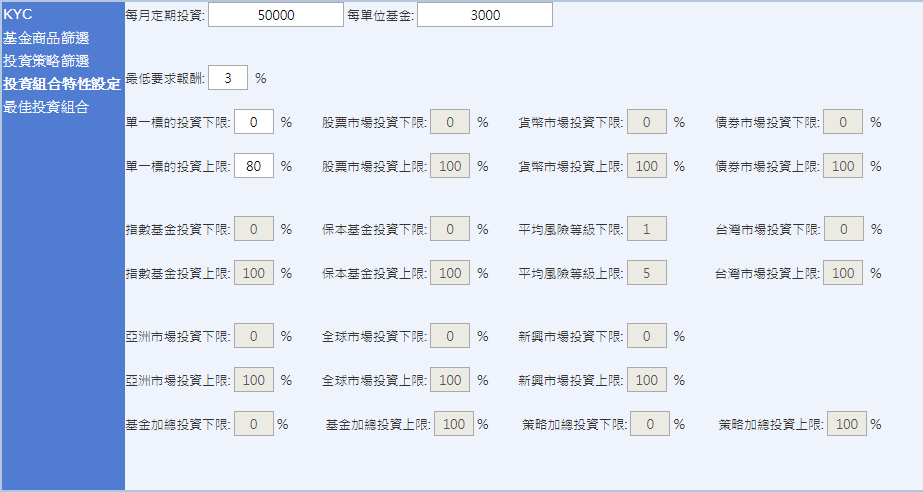 KYC
基金商品篩選
投資策略篩選
投資組合特性設定
最佳投資組合
每月定期投資: 50000 每單位基金: 3000
最低要求報酬: 3 %
單一標的投資下限: 0 % 股票市場投資下限: 0 % 貨幣市場投資下限: 0 % 債券市場投資下限: 0 %
單一標的投資上限: 80 % 股票市場投資上限: 100 % 貨幣市場投資上限: 100 % 債券市場投資上限: 100 %
指數基金投資下限: 0 % 保本基金投資下限: 0 % 平均風險等級下限: 1 台灣市場投資下限: 0 %
指數基金投資上限: 100 % 保本基金投資上限: 100 % 平均風險等級上限: 5 台灣市場投資上限: 100 %
亞洲市場投資下限: 0 % 全球市場投資下限: 0 % 新興市場投資下限: 0 %
亞洲市場投資上限: 100 % 全球市場投資上限: 100 % 新興市場投資上限: 100 %
基金加總投資下限: 0 % 基金加總投資上限: 100 % 策略加總投資下限: 0 % 策略加總投資上限: 100 %